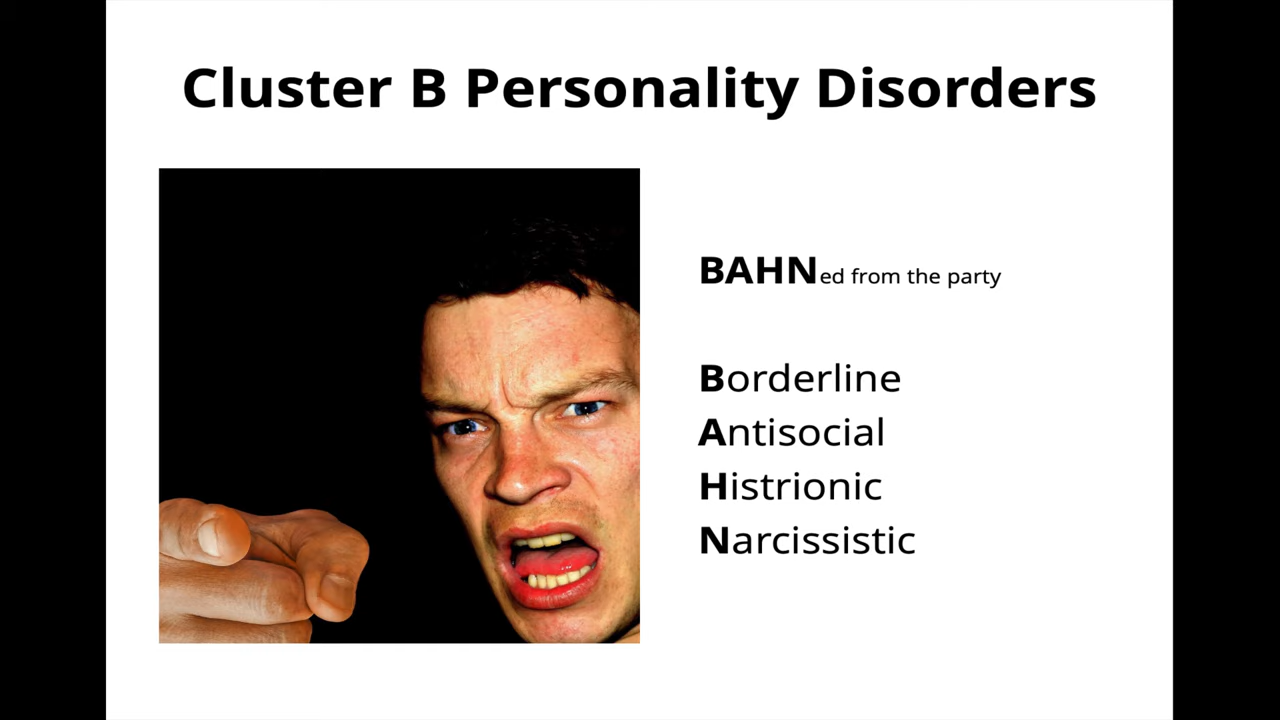 Cluster B Personality Disorders
BAHNed from the party
Borderline
Antisocial
Histrionic
Narcissistic